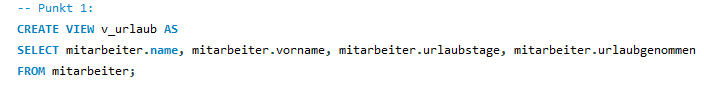 -- Punkt 1:
CREATE VIEW v_urlaub AS
SELECT mitarbeiter.name, mitarbeiter.vorname, mitarbeiter.urlaubstage, mitarbeiter.urlaubgenommen
FROM mitarbeiter;